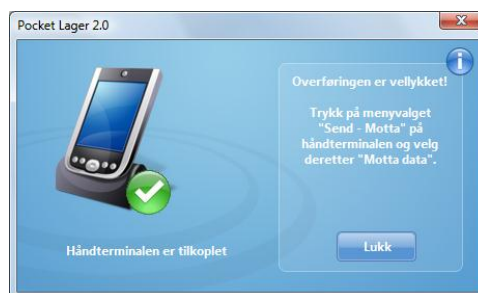 Pocket Lager 2.0
Overføringen er vellykket!
Trykk på menyvalget
"Send - Motta" på
håndterminalen og velg
deretter "Motta data".
Håndterminalen er tilkoplet
Lukk